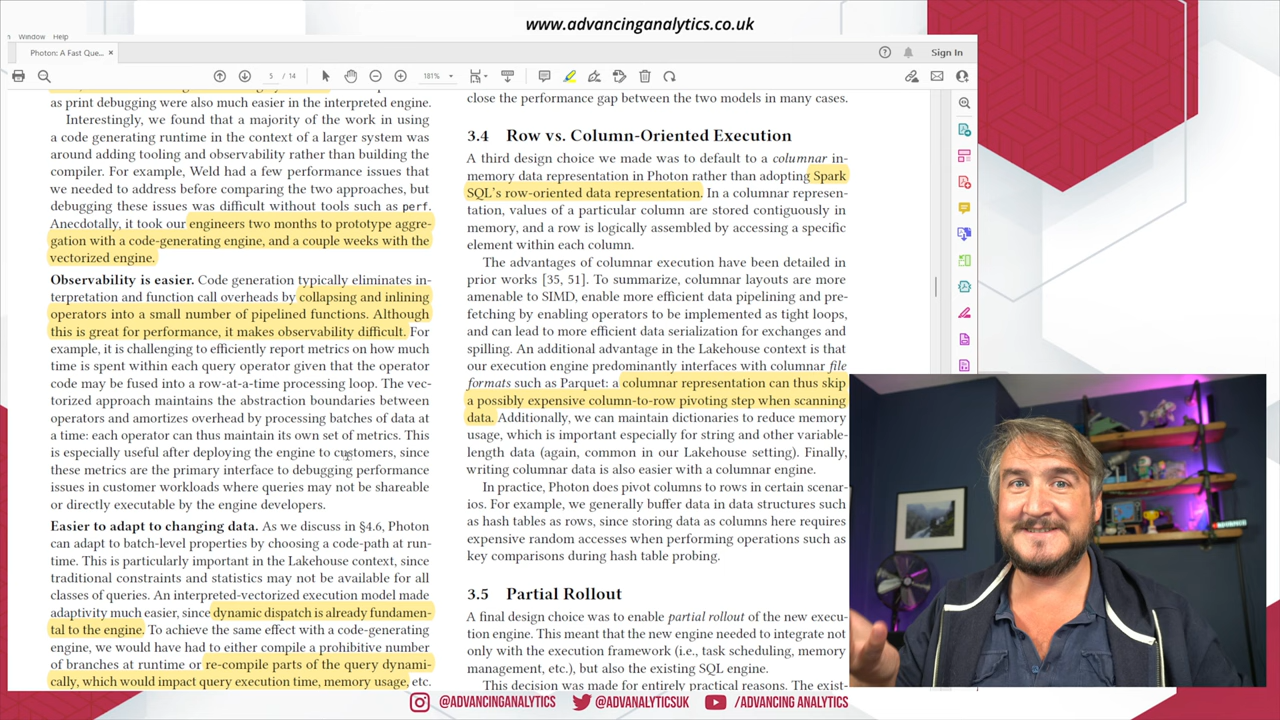 www.advancinganalytics.co.uk
Window Help
Photon: A Fast Que... ×
Sign In
5 / 14
181%
as print debugging were also much easier in the interpreted engine.
Interestingly, we found that a majority of the work in using
a code generating runtime in the context of a larger system was
around adding tooling and observability rather than building the
compiler. For example, Weld had a few performance issues that
we needed to address before comparing the two approaches, but
debugging these issues was difficult without tools such as perf.
Anecdotally, it took our engineers two months to prototype aggre-
gation with a code-generating engine, and a couple weeks with the
vectorized engine.
Observability is easier. Code generation typically eliminates in-
terpretation and function call overheads by collapsing and inlining
operators into a small number of pipelined functions. Although
this is great for performance, it makes observability difficult. For
example, it is challenging to efficiently report metrics on how much
time is spent within each query operator given that the operator
code may be fused into a row-at-a-time processing loop. The vec-
torized approach maintains the abstraction boundaries between
operators and amortizes overhead by processing batches of data at
a time: each operator can thus maintain its own set of metrics. This
is especially useful after deploying the engine to customers, since
these metrics are the primary interface to debugging performance
issues in customer workloads where queries may not be shareable
or directly executable by the engine developers.
Easier to adapt to changing data. As we discuss in §4.6, Photon
can adapt to batch-level properties by choosing a code-path at run-
time. This is particularly important in the Lakehouse context, since
traditional constraints and statistics may not be available for all
classes of queries. An interpreted-vectorized execution model made
adaptivity much easier, since dynamic dispatch is already fundamen-
tal to the engine. To achieve the same effect with a code-generating
engine, we would have had to either compile a prohibitive number
of branches at runtime or re-compile parts of the query dynami-
cally, which would impact query execution time, memory usage, etc.
close the performance gap between the two models in many cases.
3.4 Row vs. Column-Oriented Execution
A third design choice we made was to default to a columnar in-
memory data representation in Photon rather than adopting Spark
SQL's row-oriented data representation. In a columnar represen-
tation, values of a particular column are stored contiguously in
memory, and a row is logically assembled by accessing a specific
element within each column.
The advantages of columnar execution have been detailed in
prior works [35, 51]. To summarize, columnar layouts are more
amenable to SIMD, enable more efficient data pipelining and pre-
fetching by enabling operators to be implemented as tight loops,
and can lead to more efficient data serialization for exchanges and
spilling. An additional advantage in the Lakehouse context is that
our execution engine predominantly interfaces with columnar file
formats such as Parquet: a columnar representation can thus skip
a possibly expensive column-to-row pivoting step when scanning
data. Additionally, we can maintain dictionaries to reduce memory
usage, which is important especially for string and other variable-
length data (again, common in our Lakehouse setting). Finally,
writing columnar data is also easier with a columnar engine.
In practice, Photon does pivot columns to rows in certain scenar-
ios. For example, we generally buffer data in data structures such
as hash tables as rows, since storing data as columns here requires
expensive random accesses when performing operations such as
key comparisons during hash table probing.
3.5 Partial Rollout
A final design choice was to enable partial rollout of the new execu-
tion engine. This meant that the new engine needed to integrate not
only with the execution framework (i.e., task scheduling, memory
management, etc.), but also the existing SQL engine.
This decision was made for entirely practical reasons. The exist-
@ADVANCINGANALYTICS
@ADVANALYTICSUK
/ADVANCING ANALYTICS